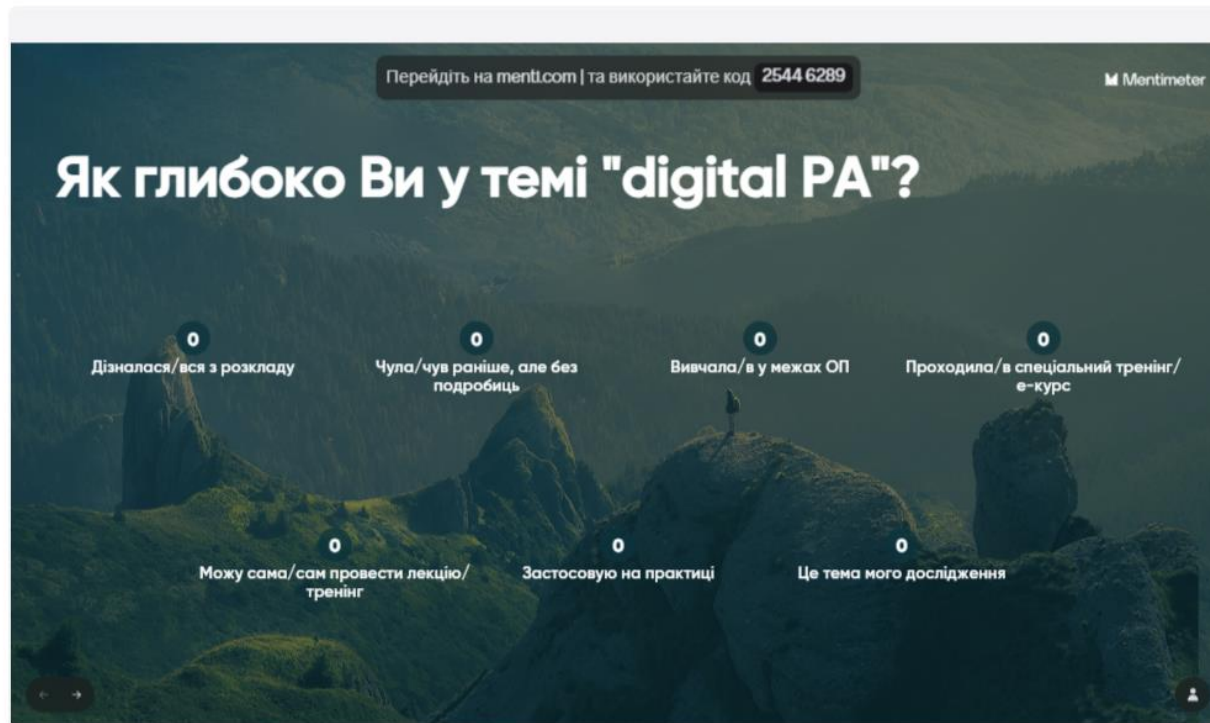 Перейдіть на menti.com | та використайте код 2544 6289
Mentimeter
Як глибоко Ви у темі "digital PA"?
0
Дізналася/вся з розкладу
0
Чула/чув раніше, але без
подробиць
0
Вивчала/в у межах ОП
0
Проходила/в спеціальний тренінг/
е-курс
0
Можу сама/сам провести лекцію/
тренінг
0
Застосовую на практиці
0
Це тема мого дослідження